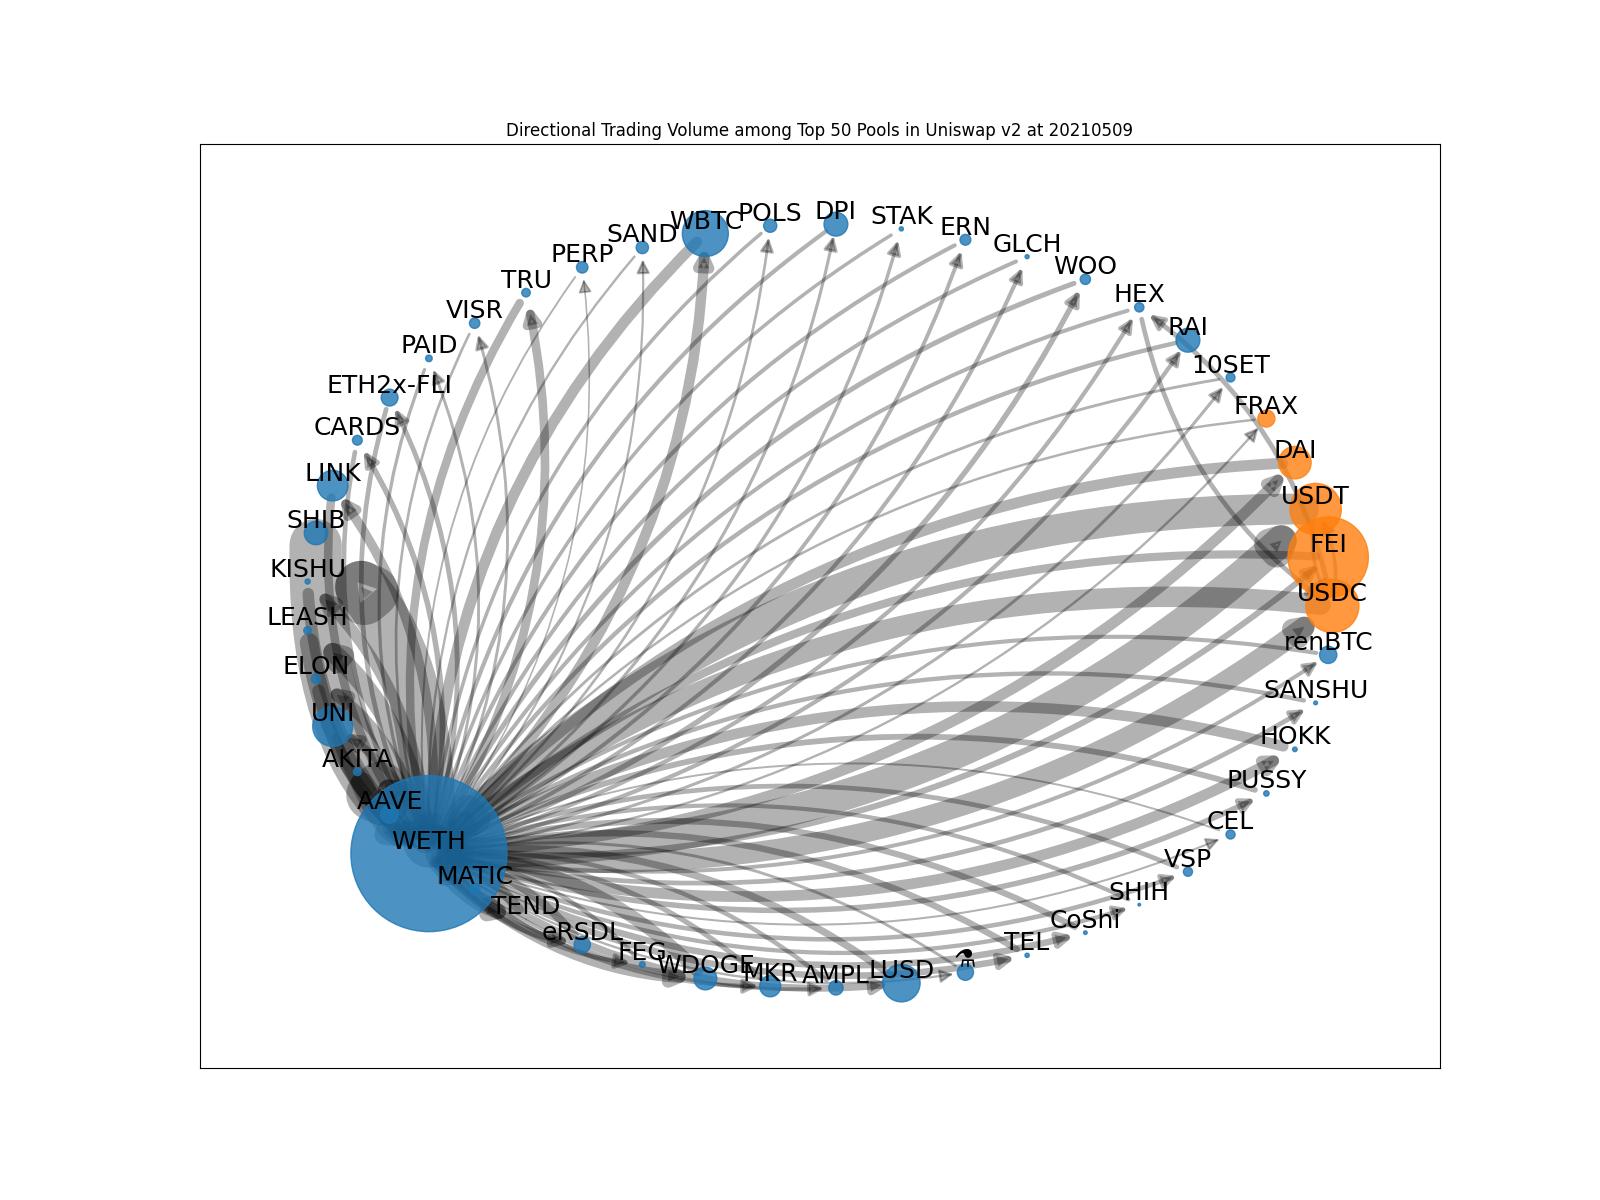 Directional Trading Volume among Top 50 Pools in Uniswap v2 at 20210509
WBTC
POLS
DPI
STAK
ERN
GLCH
WOO
HEX
RAI
10SET
FRAX
DAI
USDT
FEI
USDC
renBTC
SANSHU
HOKK
PUSSY
CEL
VSP
SHIH
CoShi
TEL
⚗
LUSD
AMPL
MKR
WDOGE
FEG
eRSDL
TEND
MATIC
WETH
AAVE
AKITA
UNI
ELON
LEASH
KISHU
SHIB
LINK
CARDS
ETH2x-FLI
PAID
VISR
TRU
PERP
SAND